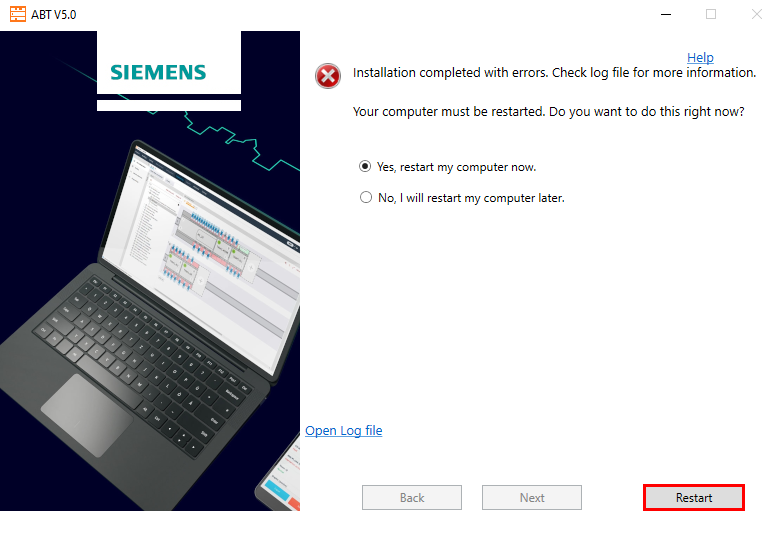 ABT V5.0
SIEMENS
Help
Installation completed with errors. Check log file for more information.
Your computer must be restarted. Do you want to do this right now?
Yes, restart my computer now.
No, I will restart my computer later.
Open Log file
Back
Next
Restart